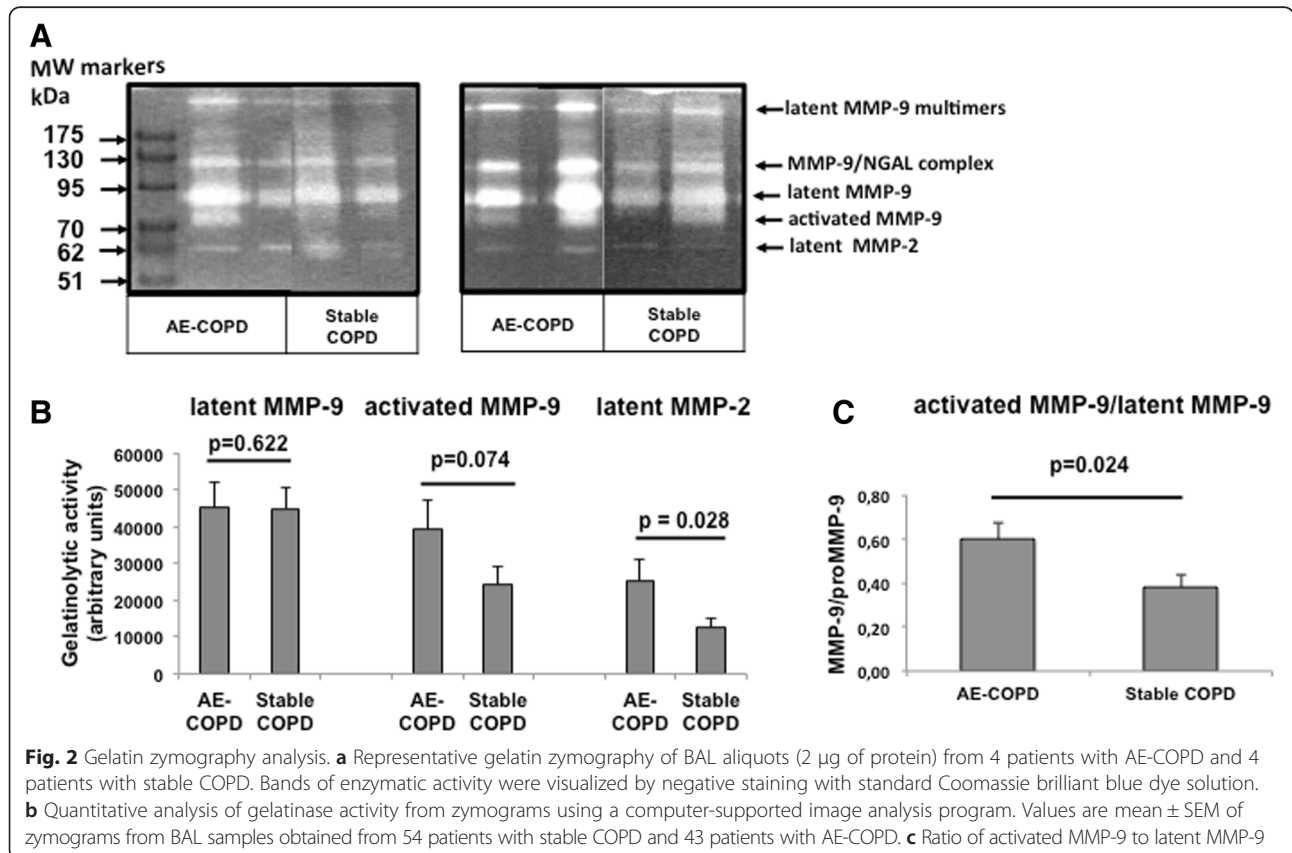 A
MW markers
kDa
175
130
95
70
62
51
latent MMP-9 multimers
MMP-9/NGAL complex
latent MMP-9
activated MMP-9
latent MMP-2
AE-COPD
Stable
COPD
AE-COPD
Stable
COPD
B
latent MMP-9
activated MMP-9
latent MMP-2
p=0.622
p=0.074
p = 0.028
Gelatinolytic activity
(arbitrary units)
60000
50000
40000
30000
20000
10000
0
AE-
COPD
Stable
COPD
AE-
COPD
Stable
COPD
AE-
COPD
Stable
COPD
C
activated MMP-9/latent MMP-9
p=0.024
MMP-9/proMMP-9
0,80
0,60
0,40
0,20
0,00
AE-COPD
Stable COPD
Fig. 2 Gelatin zymography analysis. a Representative gelatin zymography of BAL aliquots (2 μg of protein) from 4 patients with AE-COPD and 4
patients with stable COPD. Bands of enzymatic activity were visualized by negative staining with standard Coomassie brilliant blue dye solution.
b Quantitative analysis of gelatinase activity from zymograms using a computer-supported image analysis program. Values are mean ± SEM of
zymograms from BAL samples obtained from 54 patients with stable COPD and 43 patients with AE-COPD. c Ratio of activated MMP-9 to latent MMP-9